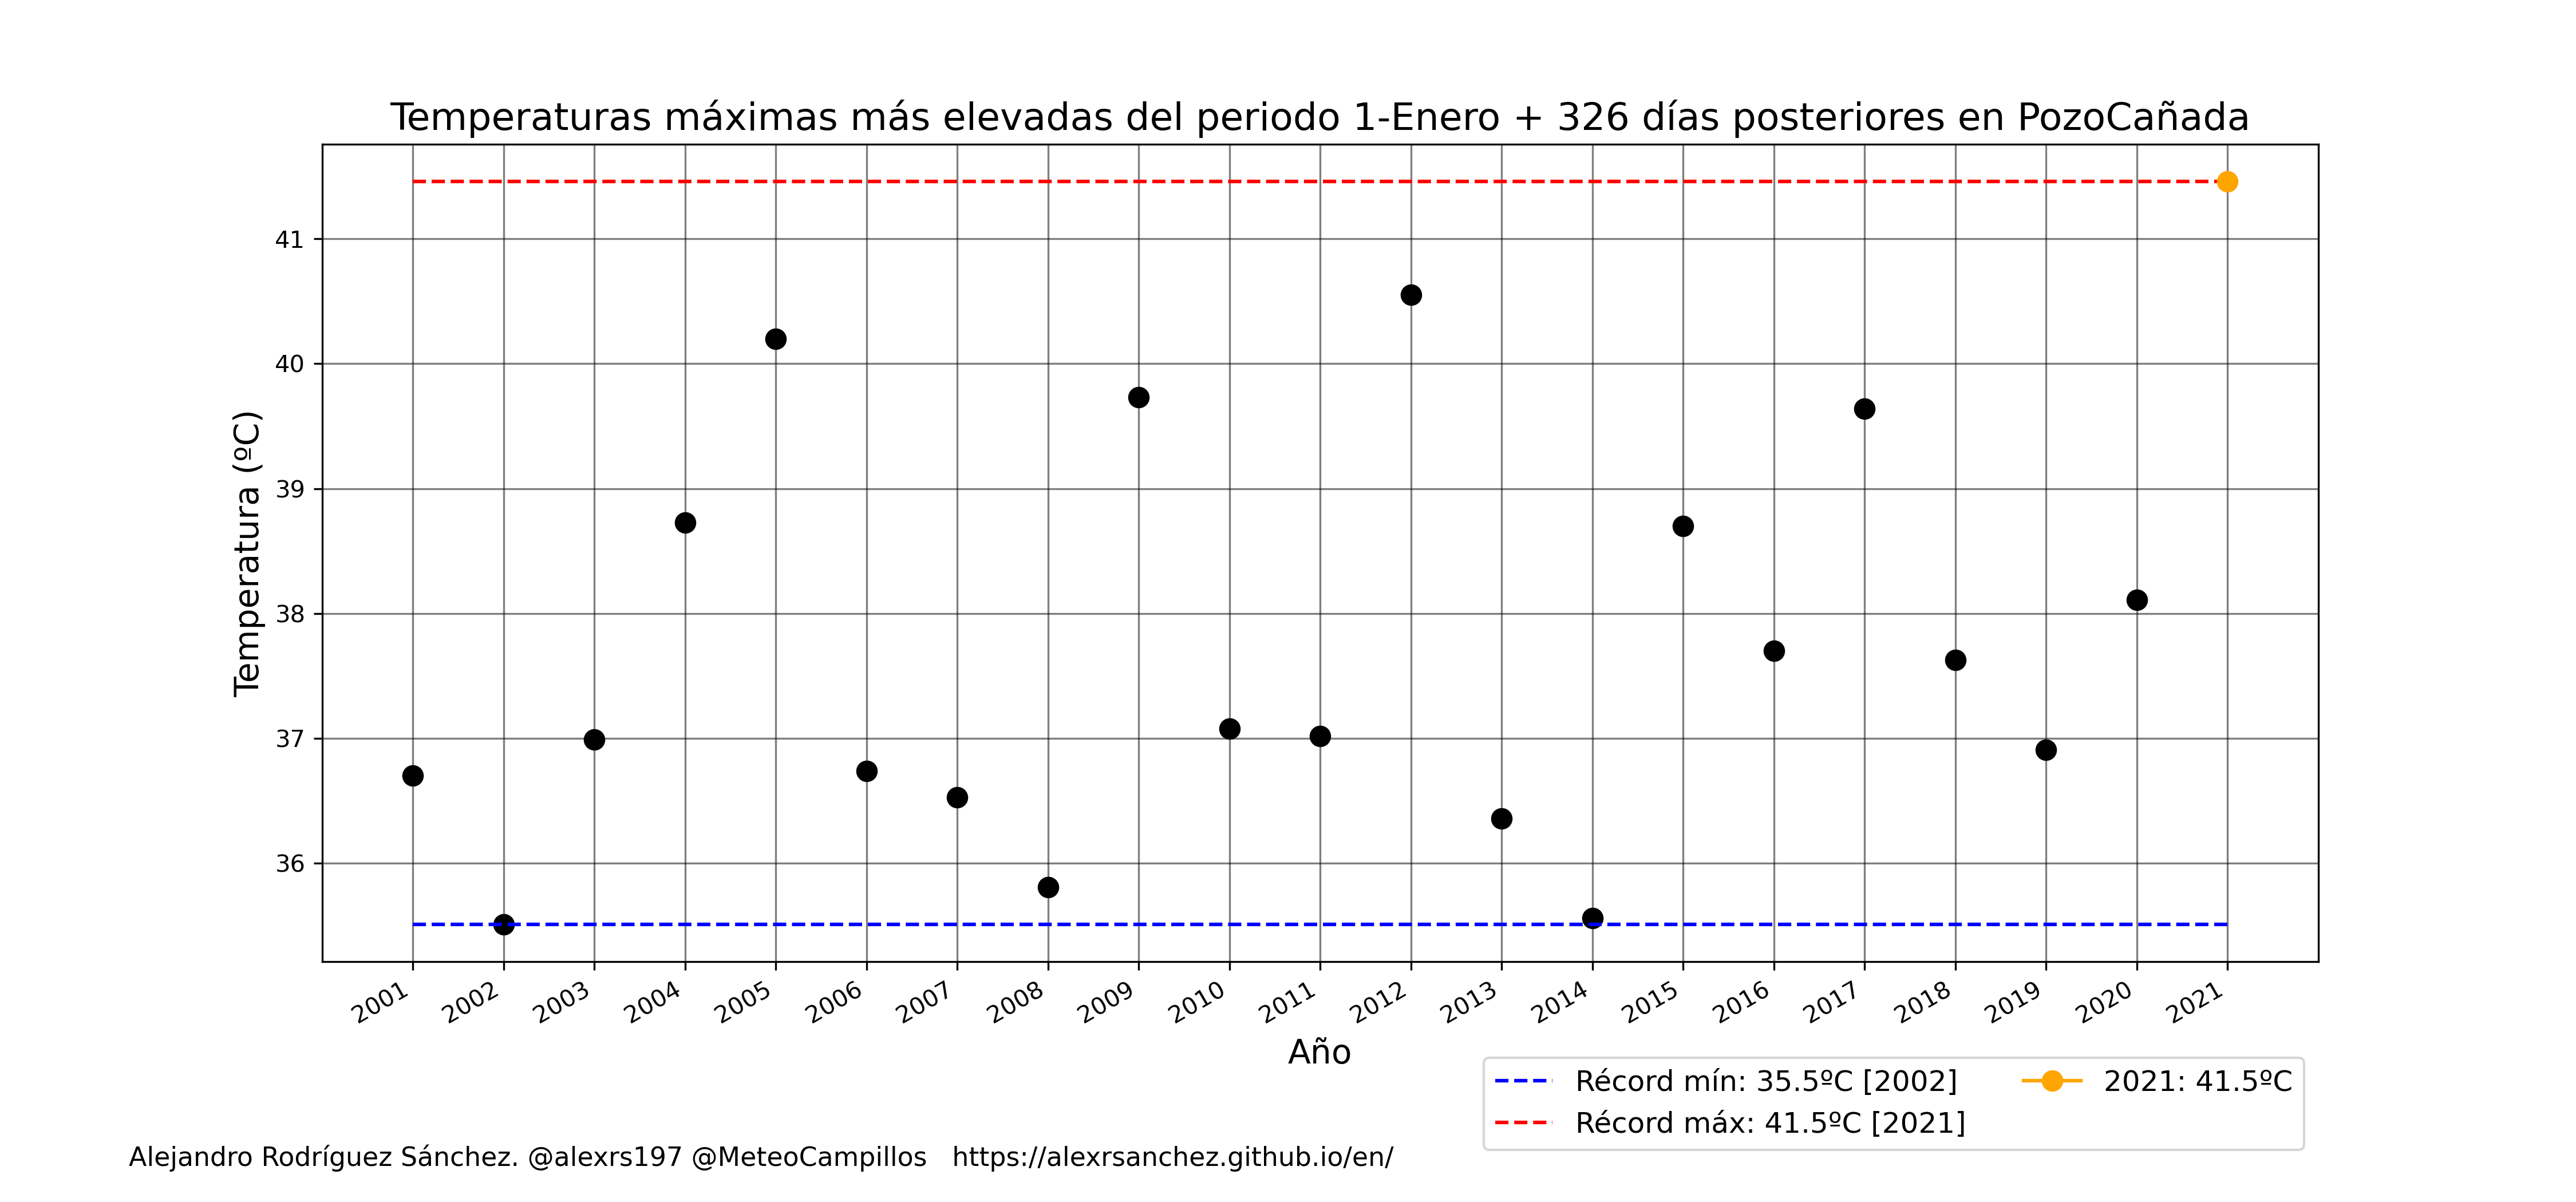 Temperaturas máximas más elevadas del periodo 1-Enero + 326 días posteriores en PozoCañada
Temperatura (ºC)
41
40
39
38
37
36
2001 2002 2003 2004 2005 2006 2007 2008 2009 2010 2011 2012 2013 2014 2015 2016 2017 2018 2019 2020 2021
Año
Récord mín: 35.5ºC [2002]
Récord máx: 41.5ºC [2021]
2021: 41.5ºC
Alejandro Rodríguez Sánchez. @alexrs197 @MeteoCampillos https://alexrsanchez.github.io/en/